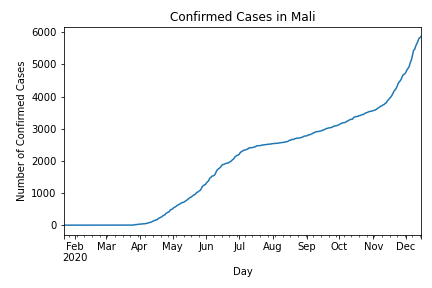 Confirmed Cases in Mali
Number of Confirmed Cases
6000
5000
4000
3000
2000
1000
0
Feb Mar Apr May Jun Jul Aug Sep Oct Nov Dec
2020
Day